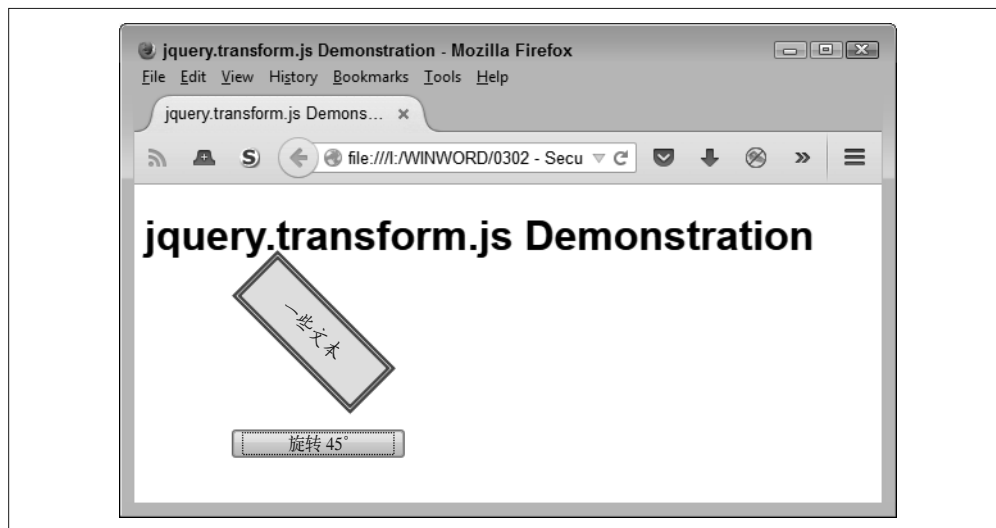 jquery.transform.js Demonstration - Mozilla Firefox
File Edit View History Bookmarks Tools Help
jquery.transform.js Demons... ×
S file:///I:/WINWORD/0302 - Secu »
jquery.transform.js Demonstration
一些文本
旋转 45°